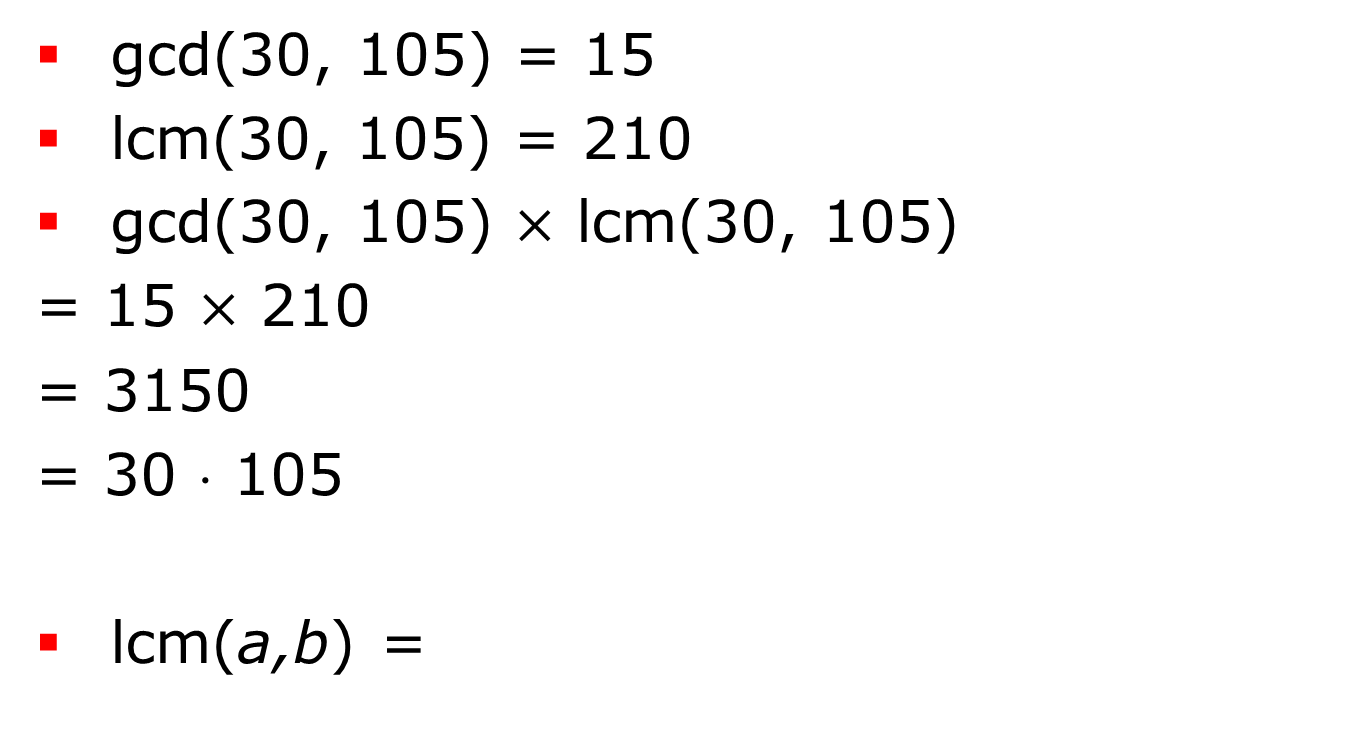 ▪ gcd(30, 105) = 15
▪ lcm(30, 105) = 210
▪ gcd(30, 105) × lcm(30, 105)
= 15 × 210
= 3150
= 30 · 105
▪ lcm(a,b) =